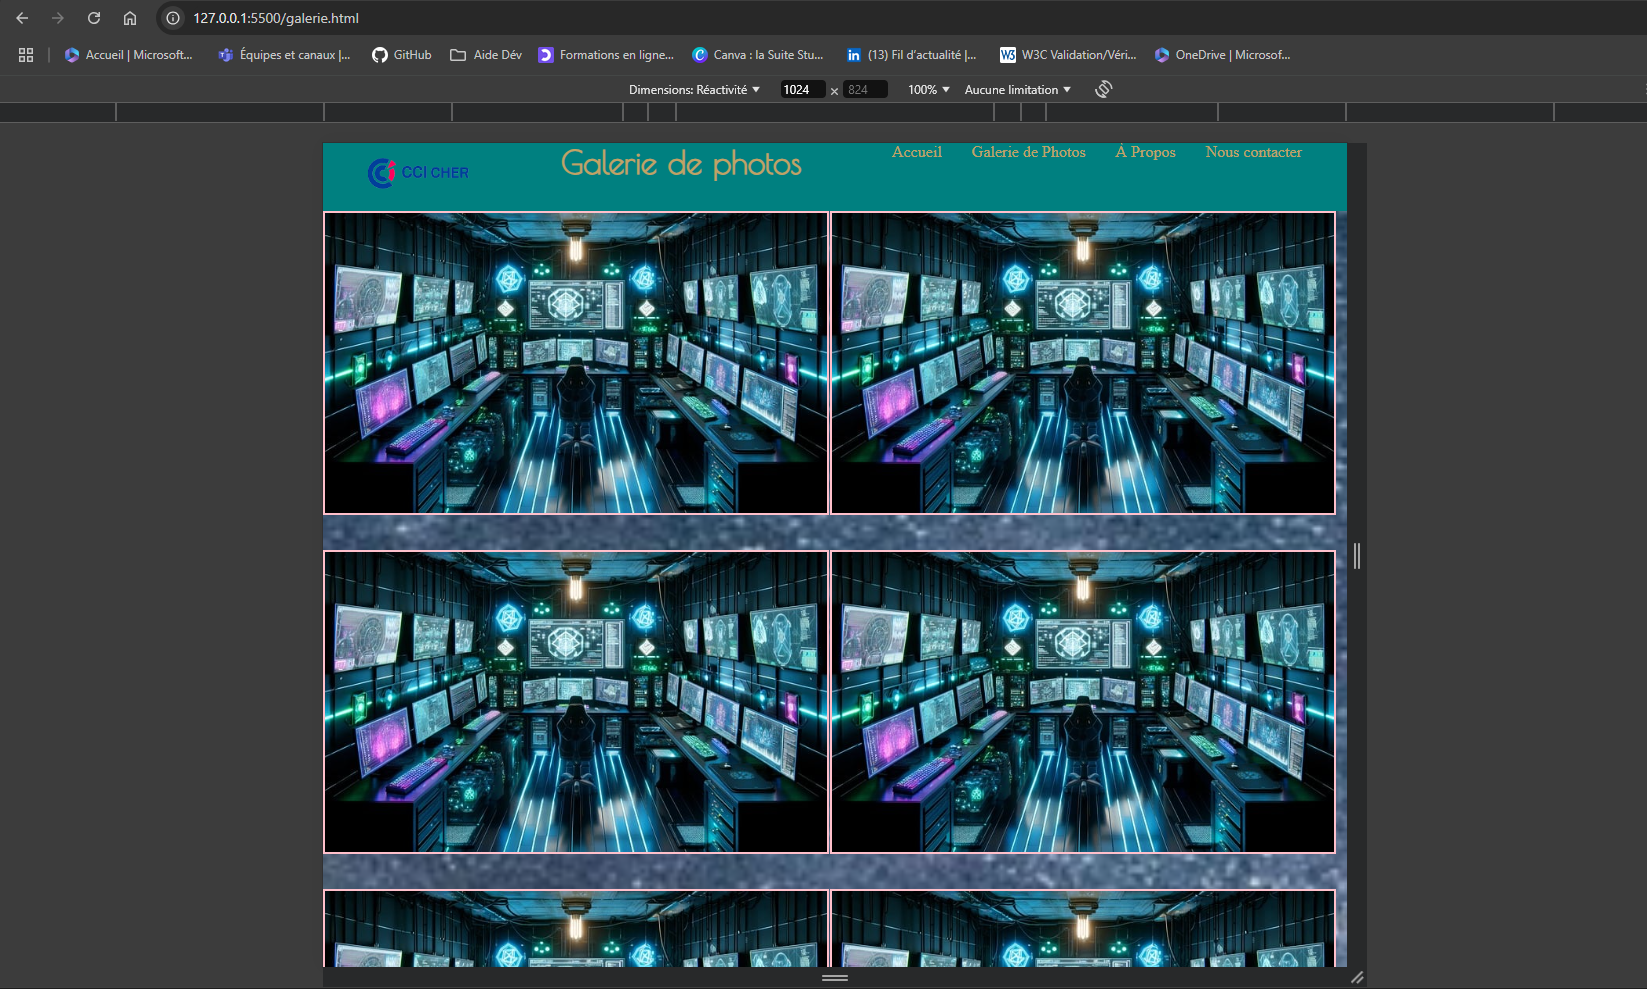 127.0.0.1:5500/galerie.html
Accueil | Microsoft...
Équipes et canaux |...
GitHub
Aide Dév
Formations en ligne...
Canva : la Suite Stu...
(13) Fil d'actualité |...
W3C Validation/Véri...
OneDrive | Microsof...
Dimensions: Réactivité
1024 × 824
100%
Aucune limitation
CCI CHER
Galerie de photos
Accueil
Galerie de Photos
À Propos
Nous contacter